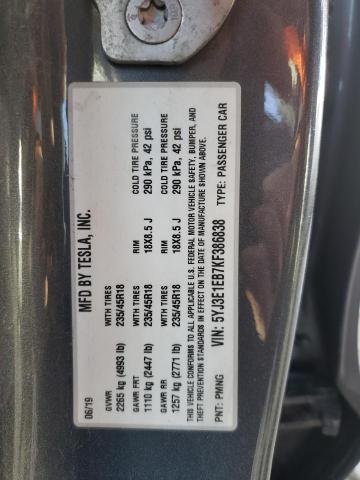 MFD BY TESLA, INC.
06/19
GVWR
2265 kg (4993 lb)
WITH TIRES
235/45R18
RIM
18X8.5 J
COLD TIRE PRESSURE
290 kPa, 42 psi
GAWR FRT
1110 kg (2447 lb)
WITH TIRES
235/45R18
GAWR RR
1257 kg (2771 lb)
WITH TIRES
235/45R18
RIM
18X8.5 J
COLD TIRE PRESSURE
290 kPa, 42 psi
THIS VEHICLE CONFORMS TO ALL APPLICABLE U.S. FEDERAL MOTOR VEHICLE SAFETY, BUMPER, AND
THEFT PREVENTION STANDARDS IN EFFECT ON THE DATE OF MANUFACTURE SHOWN ABOVE.
PNT: PMNG VIN: 5YJ3E1EB7KF386838 TYPE: PASSENGER CAR